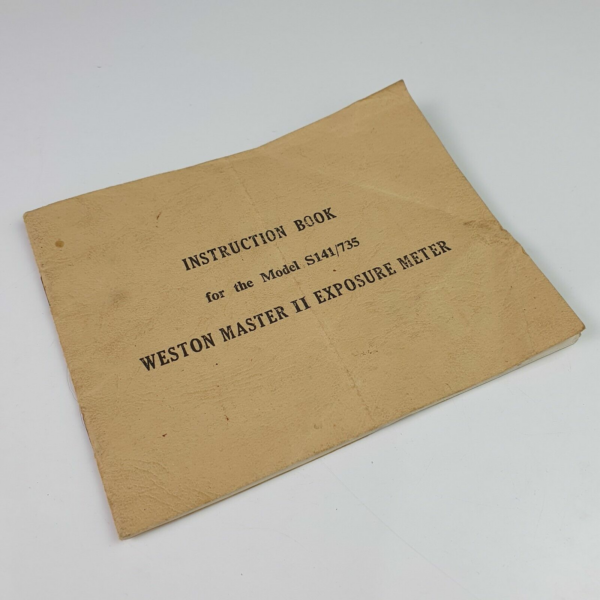 INSTRUCTION BOOK
for the Model S141/735
WESTON MASTER II EXPOSURE METER